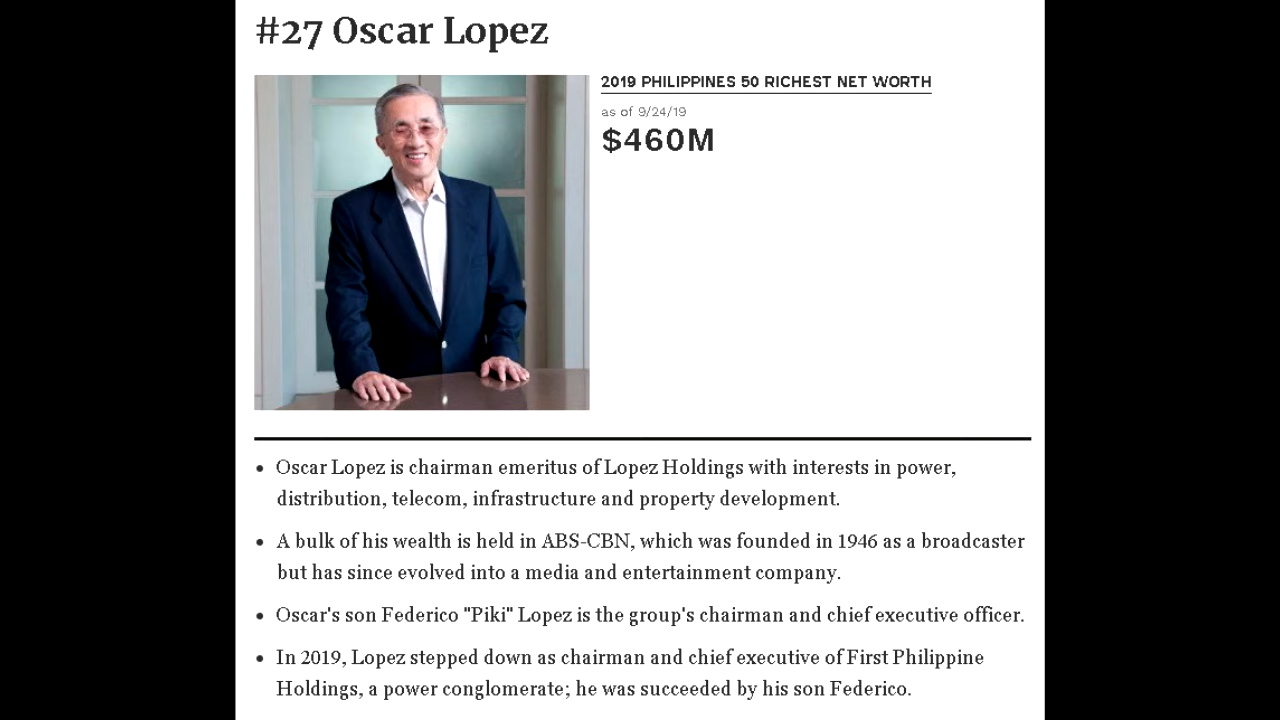 #27 Oscar Lopez
2019 PHILIPPINES 50 RICHEST NET WORTH
as of 9/24/19
$460M
• Oscar Lopez is chairman emeritus of Lopez Holdings with interests in power,
distribution, telecom, infrastructure and property development.
• A bulk of his wealth is held in ABS-CBN, which was founded in 1946 as a broadcaster
but has since evolved into a media and entertainment company.
• Oscar's son Federico "Piki" Lopez is the group's chairman and chief executive officer.
• In 2019, Lopez stepped down as chairman and chief executive of First Philippine
Holdings, a power conglomerate; he was succeeded by his son Federico.